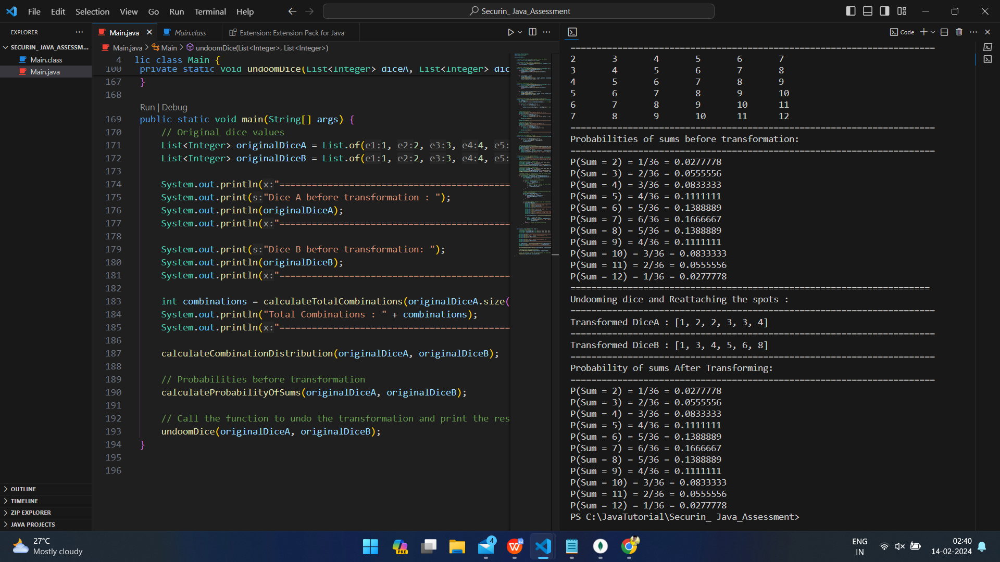 File Edit Selection View Go Run Terminal Help
Securin_ Java_Assessment
EXPLORER
SECURIN_ JAVA_ASSESSM...
Main.class
Main.java
OUTLINE
TIMELINE
ZIP EXPLORER
JAVA PROJECTS
Main.java
Main.class
Extension: Extension Pack for Java
Main.java > Main > undoomDice(List<Integer>, List<Integer>)
4 lic class Main {
100 private static void undoomDice(List<Integer> diceA, List<Integer> dic
167 }
168
Run | Debug
169 public static void main(String[] args) {
170 // Original dice values
171 List<Integer> originalDiceA = List.of(e1:1, e2:2, e3:3, e4:4, e5:
172 List<Integer> originalDiceB = List.of(e1:1, e2:2, e3:3, e4:4, e5:
173
174 System.out.println(x:"===========================================
175 System.out.print(s:"Dice A before transformation : ");
176 System.out.println(originalDiceA);
177 System.out.println(x:"===========================================
178
179 System.out.print(s:"Dice B before transformation: ");
180 System.out.println(originalDiceB);
181 System.out.println(x:"===========================================
182
183 int combinations = calculateTotalCombinations(originalDiceA.size(
184 System.out.println("Total Combinations : " + combinations);
185 System.out.println(x:"===========================================
186
187 calculateCombinationDistribution(originalDiceA, originalDiceB);
188
189 // Probabilities before transformation
190 calculateProbabilityOfSums(originalDiceA, originalDiceB);
191
192 // Call the function to undo the transformation and print the res
193 undoomDice(originalDiceA, originalDiceB);
194 }
195
196
Code
======================================================================
2 3 4 5 6 7
3 4 5 6 7 8
4 5 6 7 8 9
5 6 7 8 9 10
6 7 8 9 10 11
7 8 9 10 11 12
======================================================================
Probabilities of sums before transformation:
======================================================================
P(Sum = 2) = 1/36 = 0.0277778
P(Sum = 3) = 2/36 = 0.0555556
P(Sum = 4) = 3/36 = 0.0833333
P(Sum = 5) = 4/36 = 0.1111111
P(Sum = 6) = 5/36 = 0.1388889
P(Sum = 7) = 6/36 = 0.1666667
P(Sum = 8) = 5/36 = 0.1388889
P(Sum = 9) = 4/36 = 0.1111111
P(Sum = 10) = 3/36 = 0.0833333
P(Sum = 11) = 2/36 = 0.0555556
P(Sum = 12) = 1/36 = 0.0277778
=====================================================================
Undooming dice and Reattaching the spots :
======================================================================
Transformed DiceA : [1, 2, 2, 3, 3, 4]
======================================================================
Transformed DiceB : [1, 3, 4, 5, 6, 8]
======================================================================
Probability of sums After Transforming:
======================================================================
P(Sum = 2) = 1/36 = 0.0277778
P(Sum = 3) = 2/36 = 0.0555556
P(Sum = 4) = 3/36 = 0.0833333
P(Sum = 5) = 4/36 = 0.1111111
P(Sum = 6) = 5/36 = 0.1388889
P(Sum = 7) = 6/36 = 0.1666667
P(Sum = 8) = 5/36 = 0.1388889
P(Sum = 9) = 4/36 = 0.1111111
P(Sum = 10) = 3/36 = 0.0833333
P(Sum = 11) = 2/36 = 0.0555556
P(Sum = 12) = 1/36 = 0.0277778
PS C:\JavaTutorial\Securin_ Java_Assessment>
27°C
Mostly cloudy
PRE
4
W
ENG
IN
02:40
14-02-2024